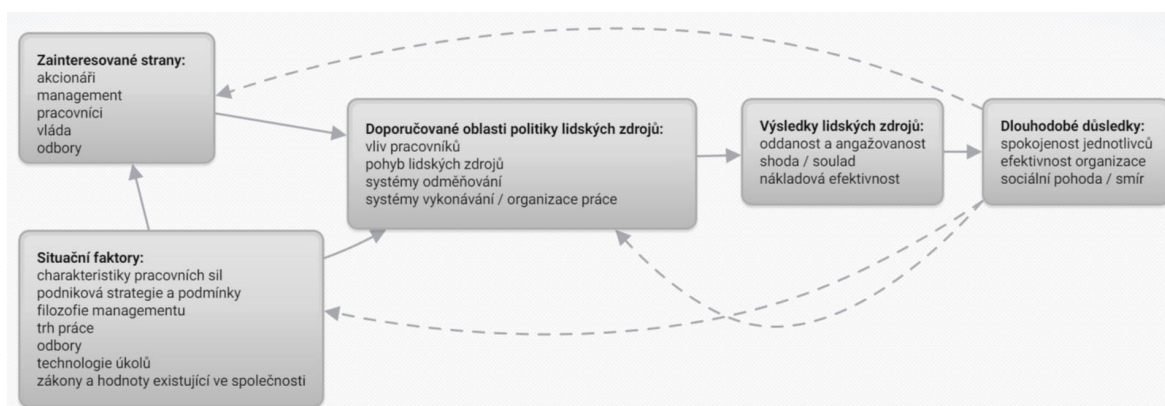 Zainteresované strany:
akcionáři
management
pracovníci
vláda
odbory
Doporučované oblasti politiky lidských zdrojů:
vliv pracovníků
pohyb lidských zdrojů
systémy odměňování
systémy vykonávání / organizace práce
Výsledky lidských zdrojů:
oddanost a angažovanost
shoda / soulad
nákladová efektivnost
Dlouhodobé důsledky:
spokojenost jednotlivců
efektivnost organizace
sociální pohoda / smír
Situační faktory:
charakteristiky pracovních sil
podniková strategie a podmínky
filozofie managementu
trh práce
odbory
technologie úkolů
zákony a hodnoty existující ve společnosti